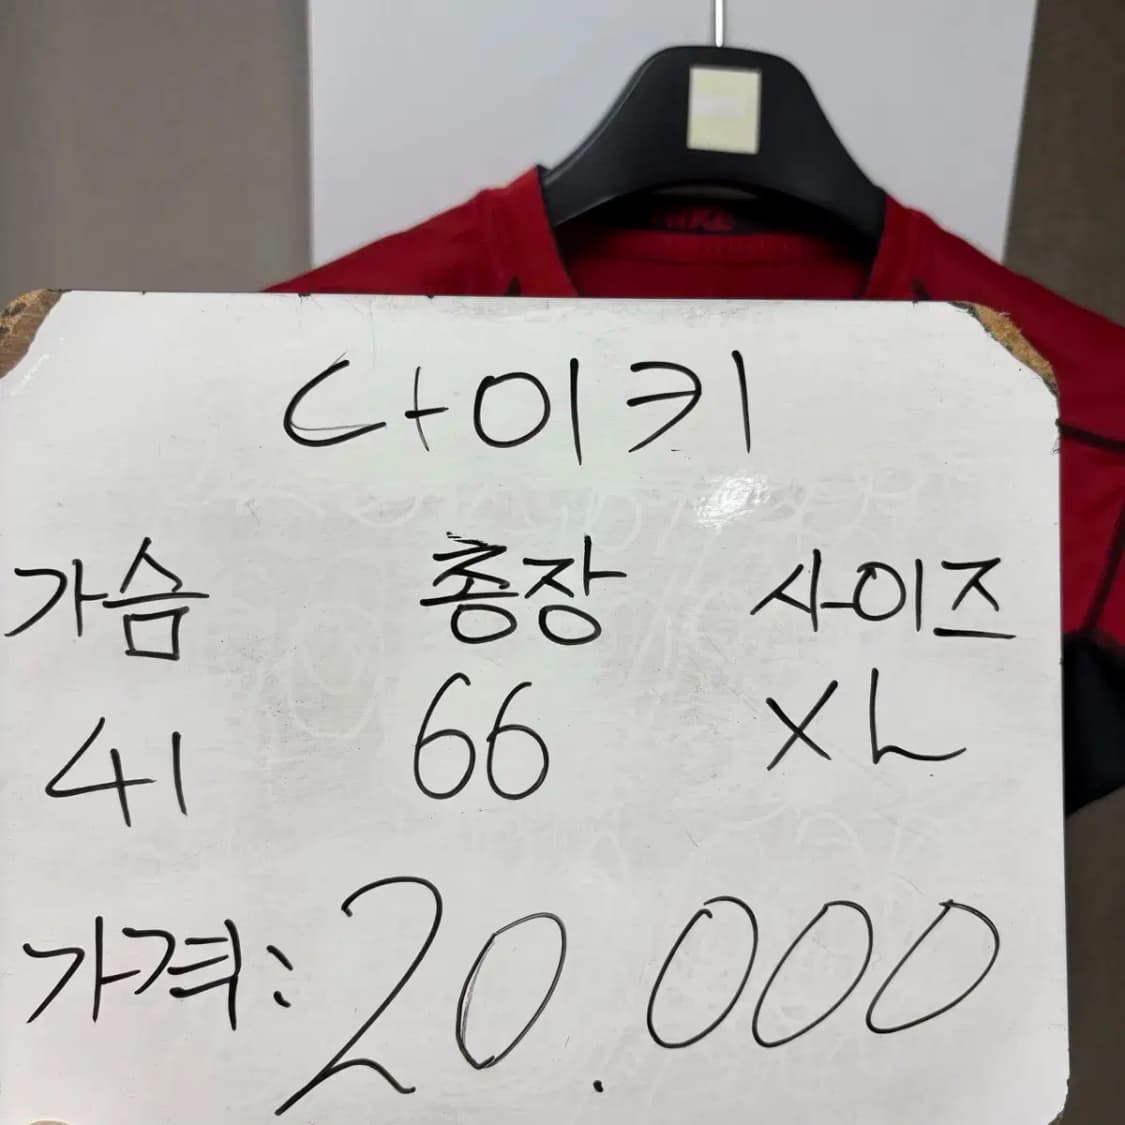 나이키
가슴 총장 사이즈
41 66 XL
가격: 20.000